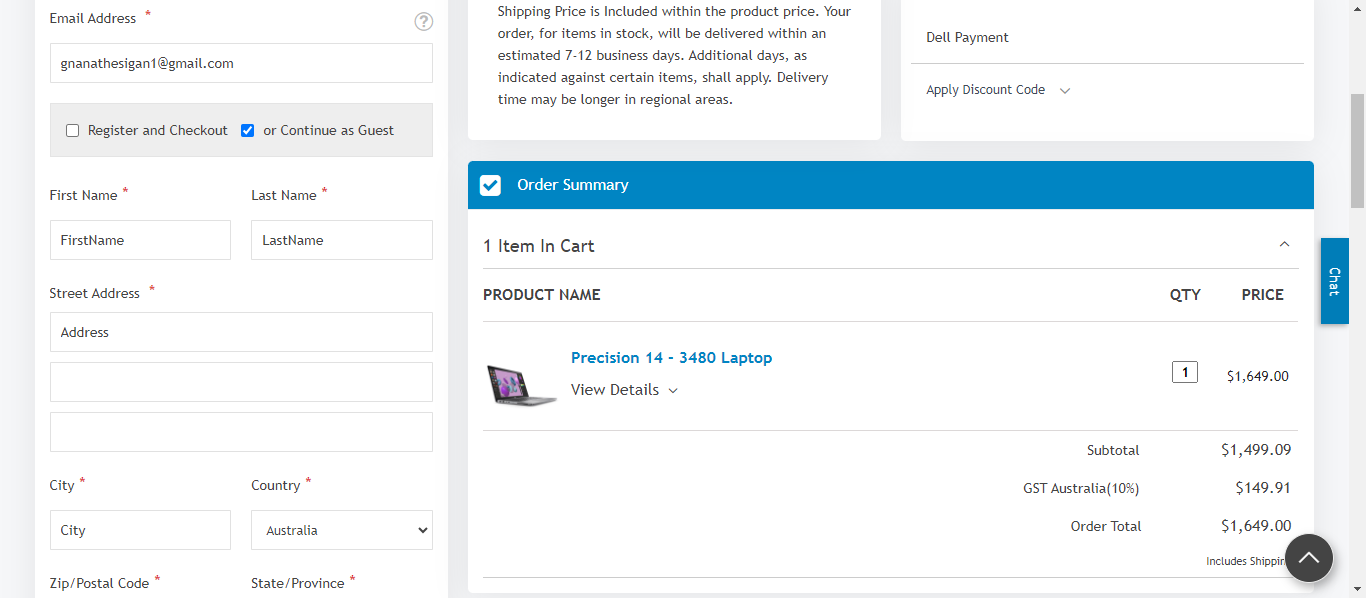 Email Address *
?
gnanathesigan1@gmail.com
Register and Checkout or Continue as Guest
First Name * Last Name *
FirstName LastName
Street Address *
Address
City * Country *
City Australia
Zip/Postal Code * State/Province *
Shipping Price is Included within the product price. Your
order, for items in stock, will be delivered within an
estimated 7-12 business days. Additional days, as
indicated against certain items, shall apply. Delivery
time may be longer in regional areas.
Dell Payment
Apply Discount Code
Order Summary
1 Item In Cart
PRODUCT NAME QTY PRICE
Precision 14 - 3480 Laptop
View Details
1 $1,649.00
Subtotal $1,499.09
GST Australia(10%) $149.91
Order Total $1,649.00
Includes Shippin
Chat